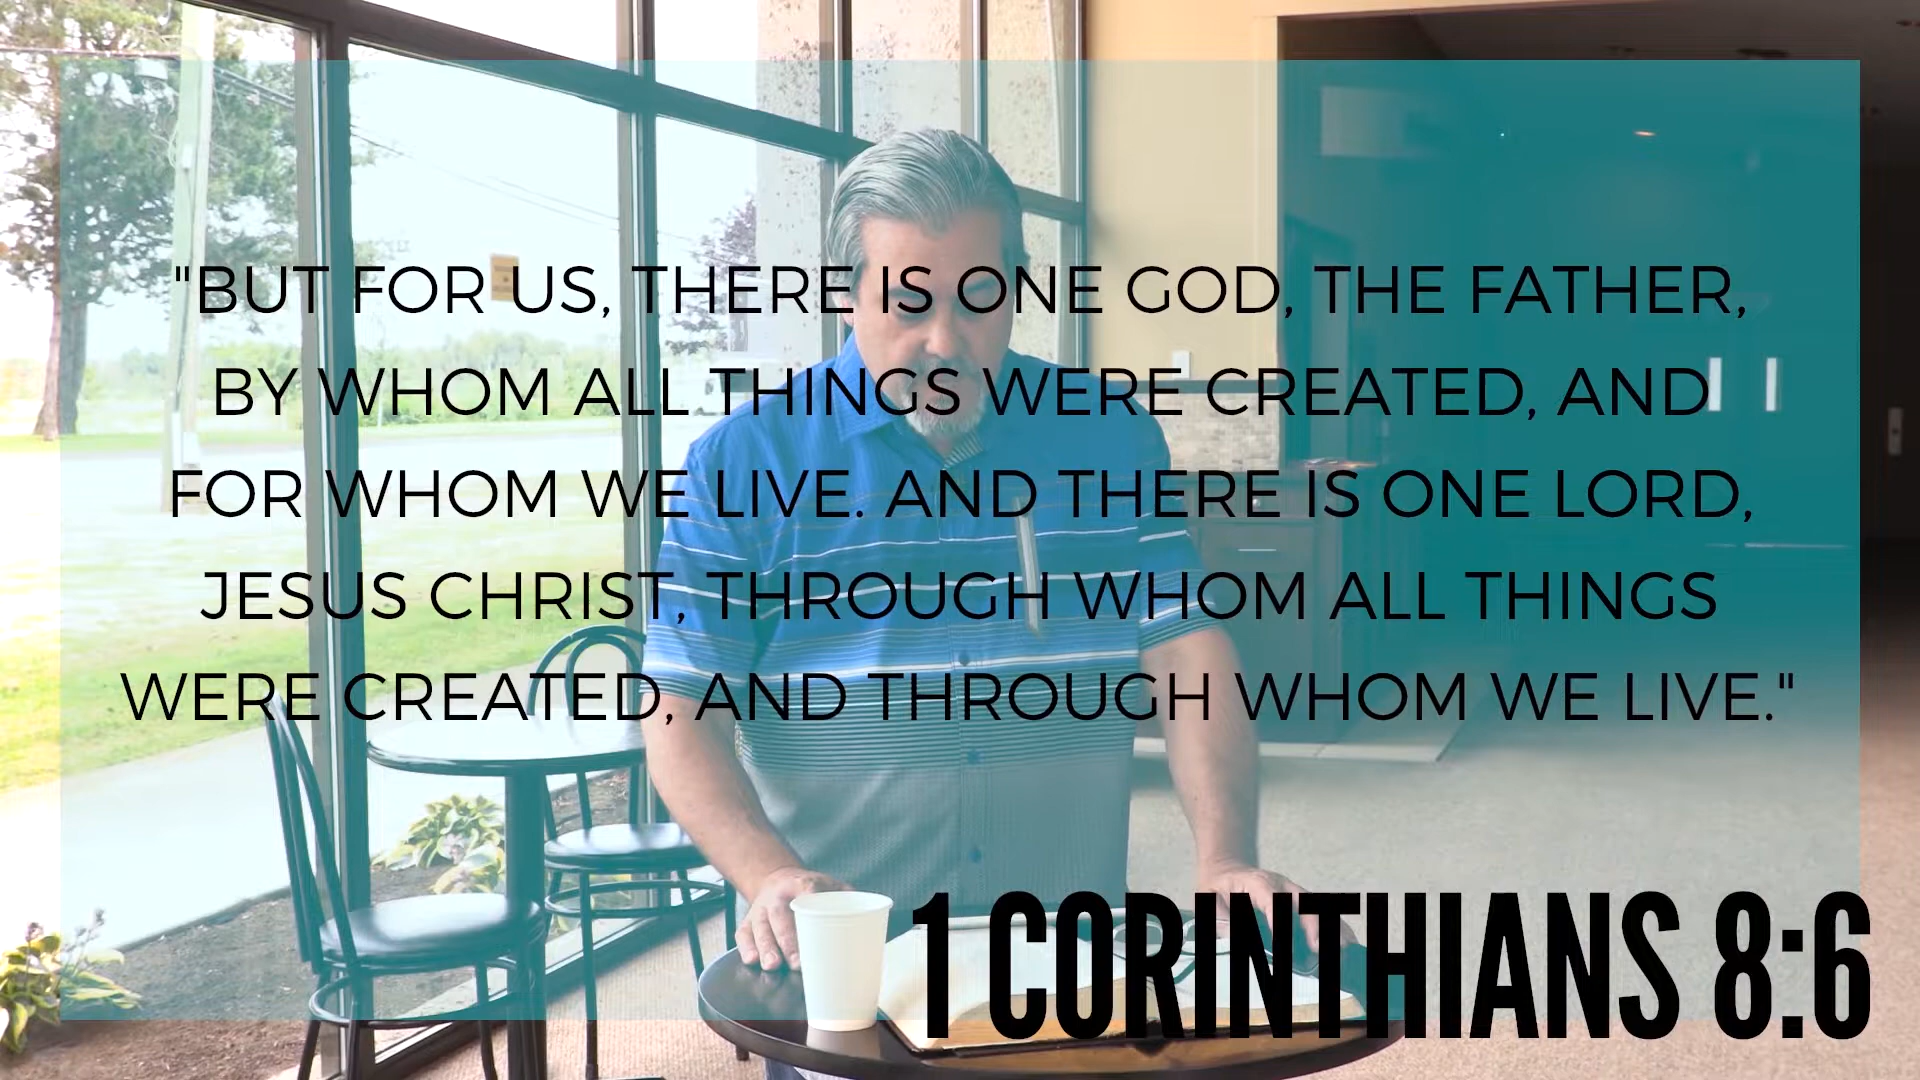 "BUT FOR US, THERE IS ONE GOD, THE FATHER,
BY WHOM ALL THINGS WERE CREATED, AND
FOR WHOM WE LIVE. AND THERE IS ONE LORD,
JESUS CHRIST, THROUGH WHOM ALL THINGS
WERE CREATED, AND THROUGH WHOM WE LIVE."
1 CORINTHIANS 8:6